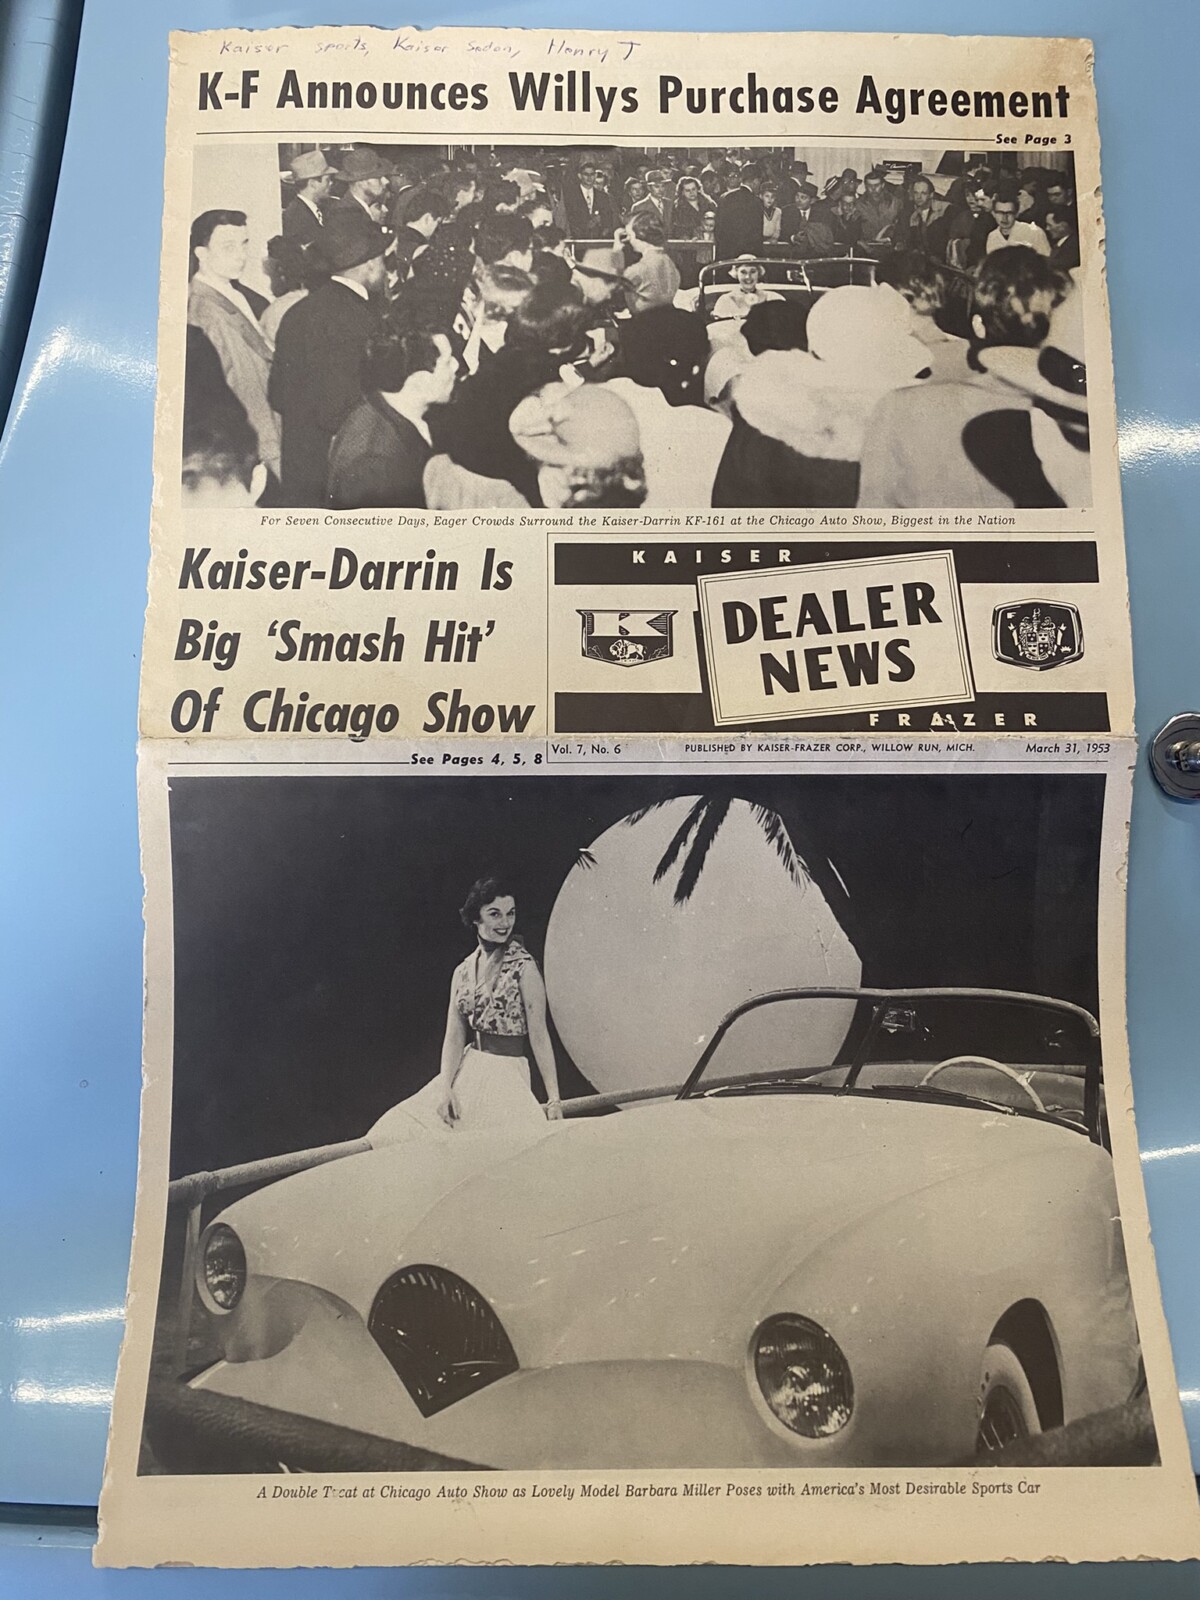 Kaiser sports, Kaiser Sedan, Henry J
K-F Announces Willys Purchase Agreement
See Page 3
For Seven Consecutive Days, Eager Crowds Surround the Kaiser-Darrin KF-161 at the Chicago Auto Show, Biggest in the Nation
Kaiser-Darrin Is
Big ‘Smash Hit’
Of Chicago Show
See Pages 4, 5, 8
KAISER
K
DEALER
NEWS
FRAZER
Vol. 7, No. 6 PUBLISHED BY KAISER-FRAZER CORP., WILLOW RUN, MICH. March 31, 1953
A Double Treat at Chicago Auto Show as Lovely Model Barbara Miller Poses with America's Most Desirable Sports Car